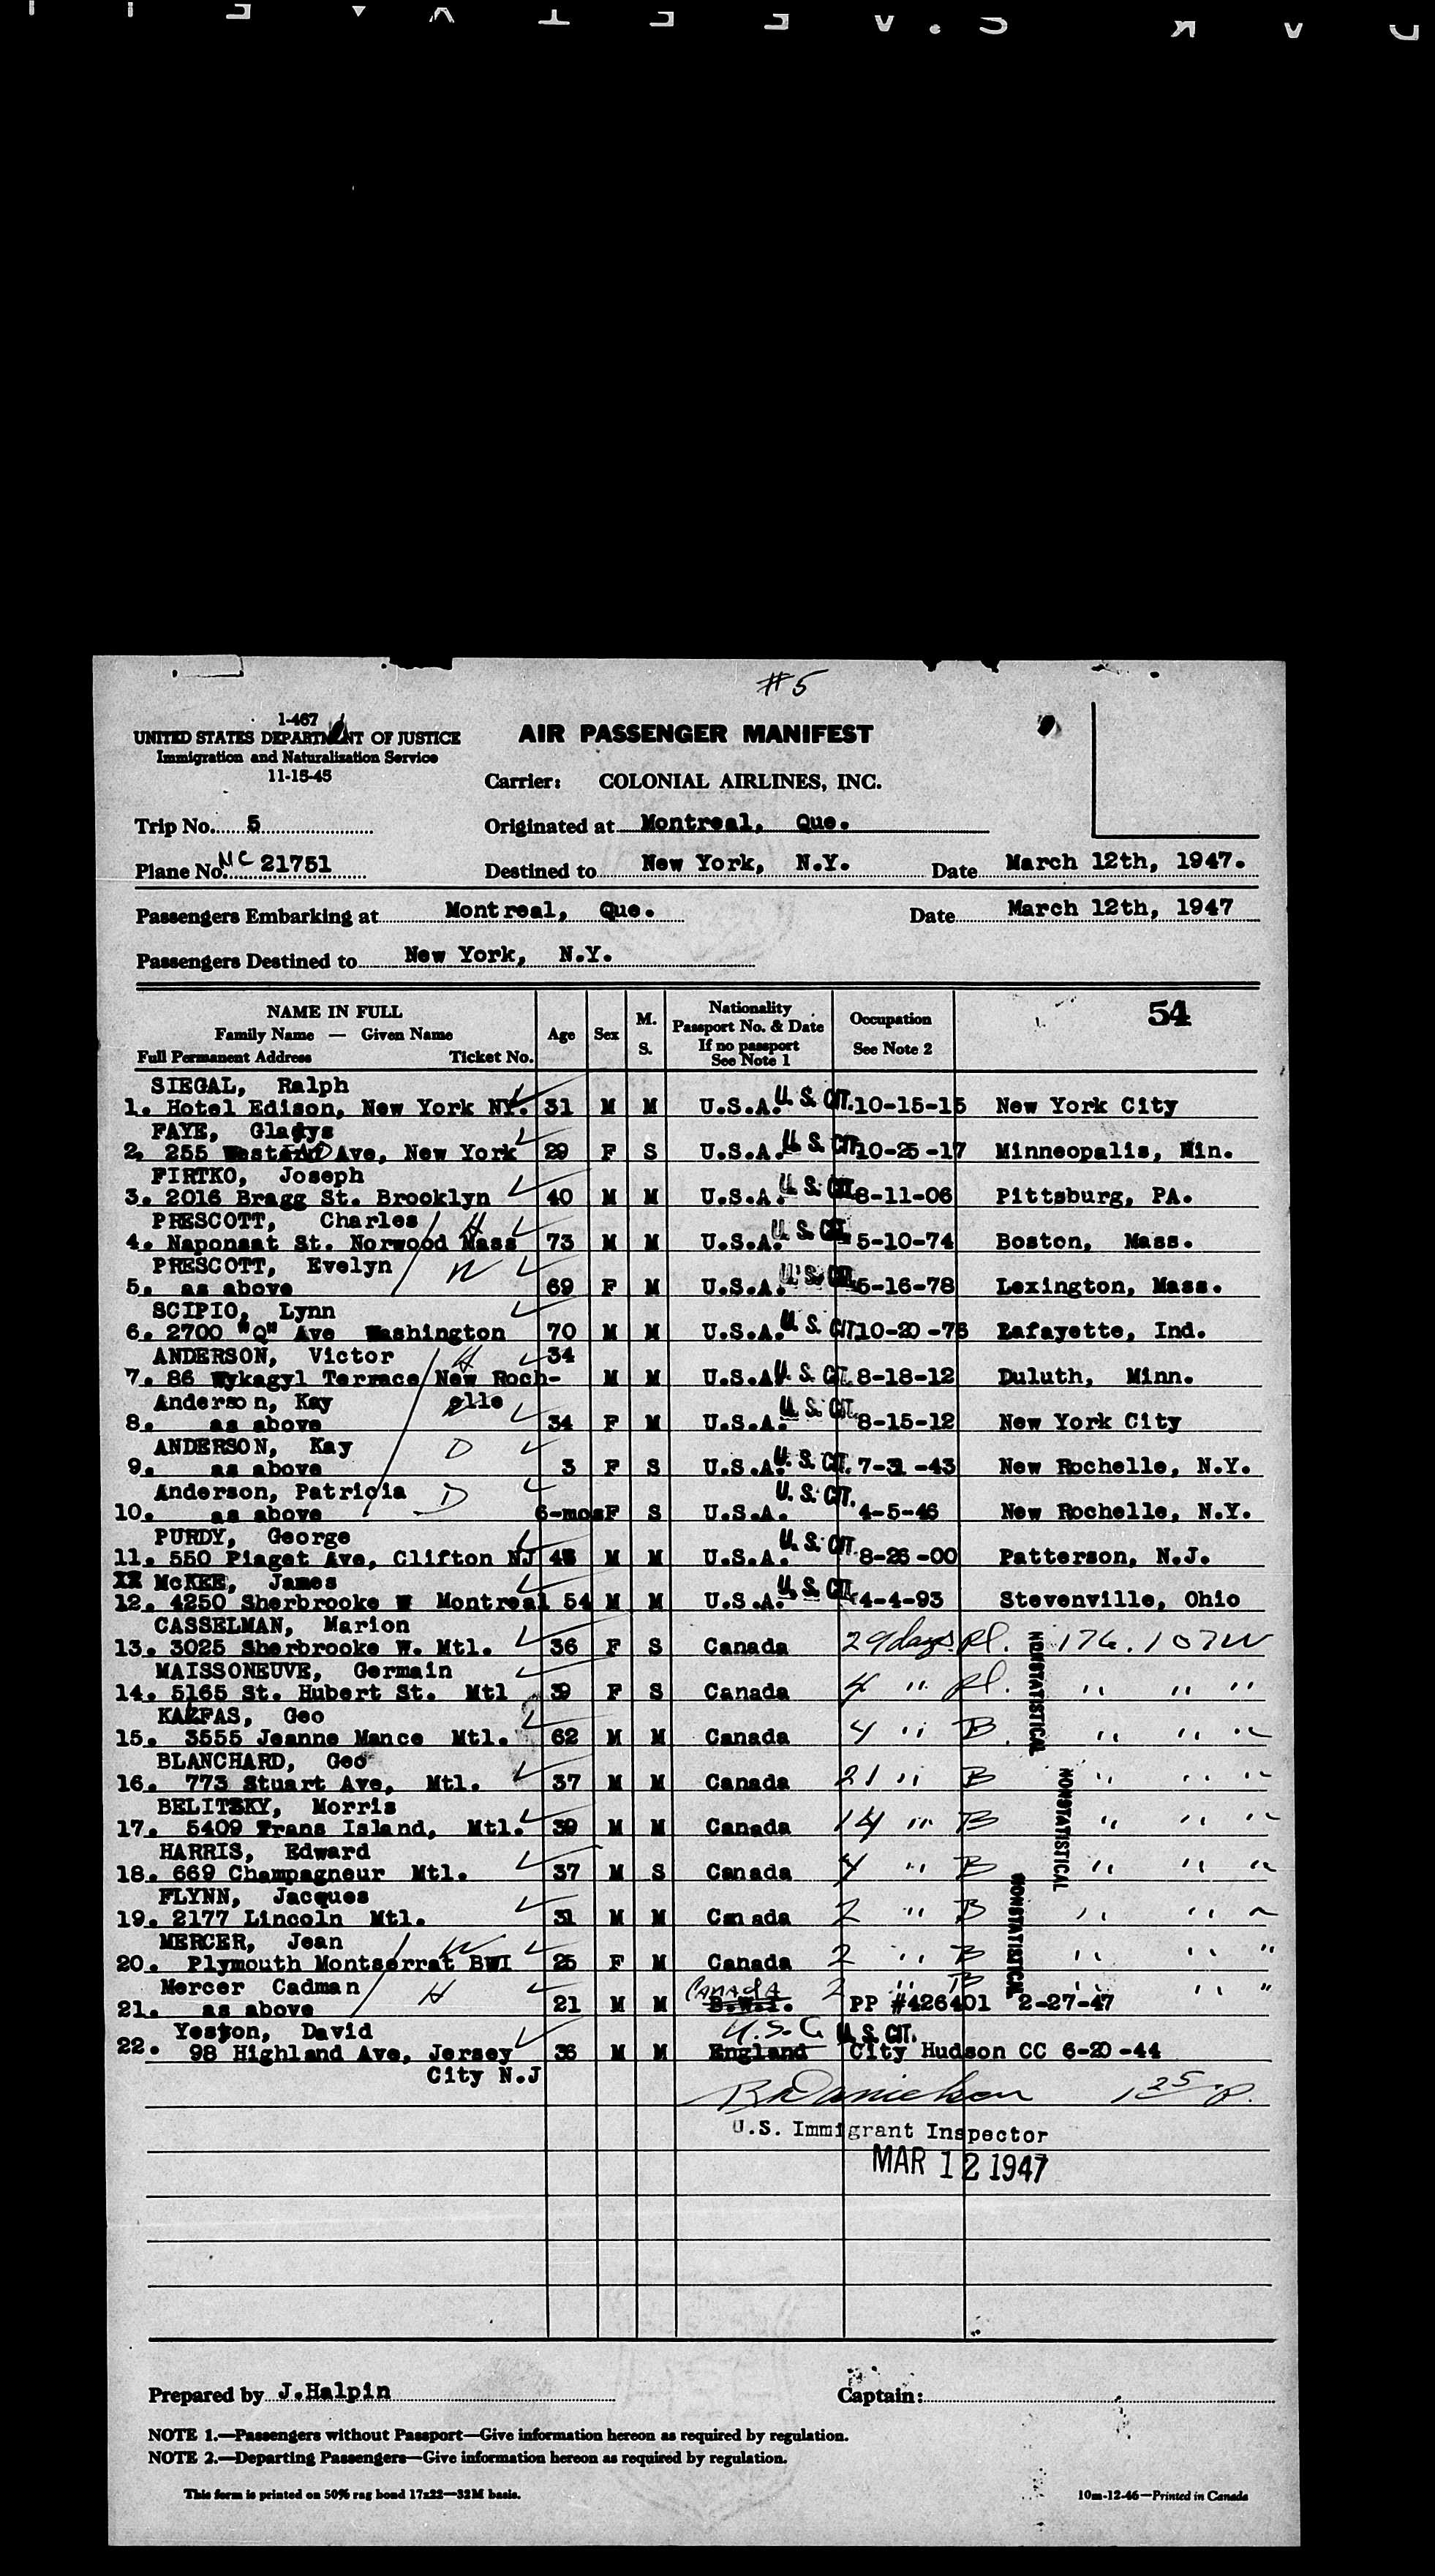 #5
1-467
UNITED STATES DEPARTMENT OF JUSTICE
Immigration and Naturalization Service
11-15-45
AIR PASSENGER MANIFEST
Carrier: COLONIAL AIRLINES, INC.
Trip No. 5 Originated at Montreal, Que.
Plane No. NC 21751 Destined to New York, N.Y. Date March 12th, 1947.
Passengers Embarking at Montreal, Que. Date March 12th, 1947
Passengers Destined to New York, N.Y.
NAME IN FULL
Family Name — Given Name
Full Permanent Address Ticket No.
Age Sex M. S.
Nationality
Passport No. & Date
If no passport
See Note 1
Occupation
See Note 2
54
SIEGAL, Ralph
1. Hotel Edison, New York NY. 31 M M U.S.A. U. S. CIT. 10-15-15 New York City
FAYE, Gladys
2. 255 West End Ave, New York 29 F S U.S.A. U. S. CIT. 10-25-17 Minneopalis, Min.
PIRTKO, Joseph
3. 2016 Bragg St. Brooklyn 40 M M U.S.A. U. S. CIT. 8-11-06 Pittsburg, PA.
PRESCOTT, Charles H
4. Naponsat St. Norwood Mass 73 M M U.S.A. U. S. CIT. 5-10-74 Boston, Mass.
PRESCOTT, Evelyn W
5. as above 69 F M U.S.A. U. S. CIT. 5-16-78 Lexington, Mass.
SCIPIO, Lynn
6. 2700 "Q" Ave Washington 70 M M U.S.A. U. S. CIT. 10-20-76 Lafayette, Ind.
ANDERSON, Victor H 34
7. 86 Wykagyl Terrace New Roch- M M U.S.A. U. S. CIT. 8-18-12 Duluth, Minn.
Anderson, Kay elle
8. as above 34 F M U.S.A. U. S. CIT. 8-15-12 New York City
ANDERSON, Kay D
9. as above 3 F S U.S.A. U. S. CIT. 7-31-43 New Rochelle, N.Y.
Anderson, Patricia D
10. as above 6-mos F S U.S.A. U. S. CIT. 4-5-46 New Rochelle, N.Y.
PURDY, George
11. 550 Piaget Ave, Clifton NJ M M U.S.A. U. S. CIT. 8-26-00 Patterson, N.J.
McKEE, James
12. 4250 Sherbrooke W Montreal 54 M M U.S.A. U. S. CIT. 4-4-93 Stevenville, Ohio
CASSELMAN, Marion
13. 3025 Sherbrooke W. Mtl. 36 F S Canada 29 days Pl. 176.107W
MAISSONEUVE, Germain
14. 5165 St. Hubert St. Mtl 39 F S Canada 4 " Pl. " " "
KALFAS, Geo
15. 3555 Jeanne Mance Mtl. 62 M M Canada 4 " B " " "
BLANCHARD, Geo
16. 773 Stuart Ave, Mtl. 37 M M Canada 21 " B " " "
BELITSKY, Morris
17. 5409 Trans Island, Mtl. 39 M M Canada 14 " B " " "
HARRIS, Edward
18. 669 Champagneur Mtl. 37 M S Canada 4 " B " " "
FLYNN, Jacques
19. 2177 Lincoln Mtl. 31 M M Canada 2 " B " " "
MERCER, Jean W
20. Plymouth Montserrat BWI 25 F M Canada 2 " B " " "
Mercer Cadman H Canada 2 " B " " "
21. as above 21 M M B.W.I. PP #426401 2-27-47
Yeston, David U.S.C. U. S. CIT.
22. 98 Highland Ave, Jersey 36 M M England City Hudson CC 6-20-44
City N.J
NONSTATISTICAL
NONSTATISTICAL
NONSTATISTICAL
1 25 p.
U.S. Immigrant Inspector
MAR 12 1947
Prepared by J.Halpin Captain:
NOTE 1.—Passengers without Passport—Give information hereon as required by regulation.
NOTE 2.—Departing Passengers—Give information hereon as required by regulation.
This form is printed on 50% rag bond 17x22—32M basis. 10m-12-46—Printed in Canada